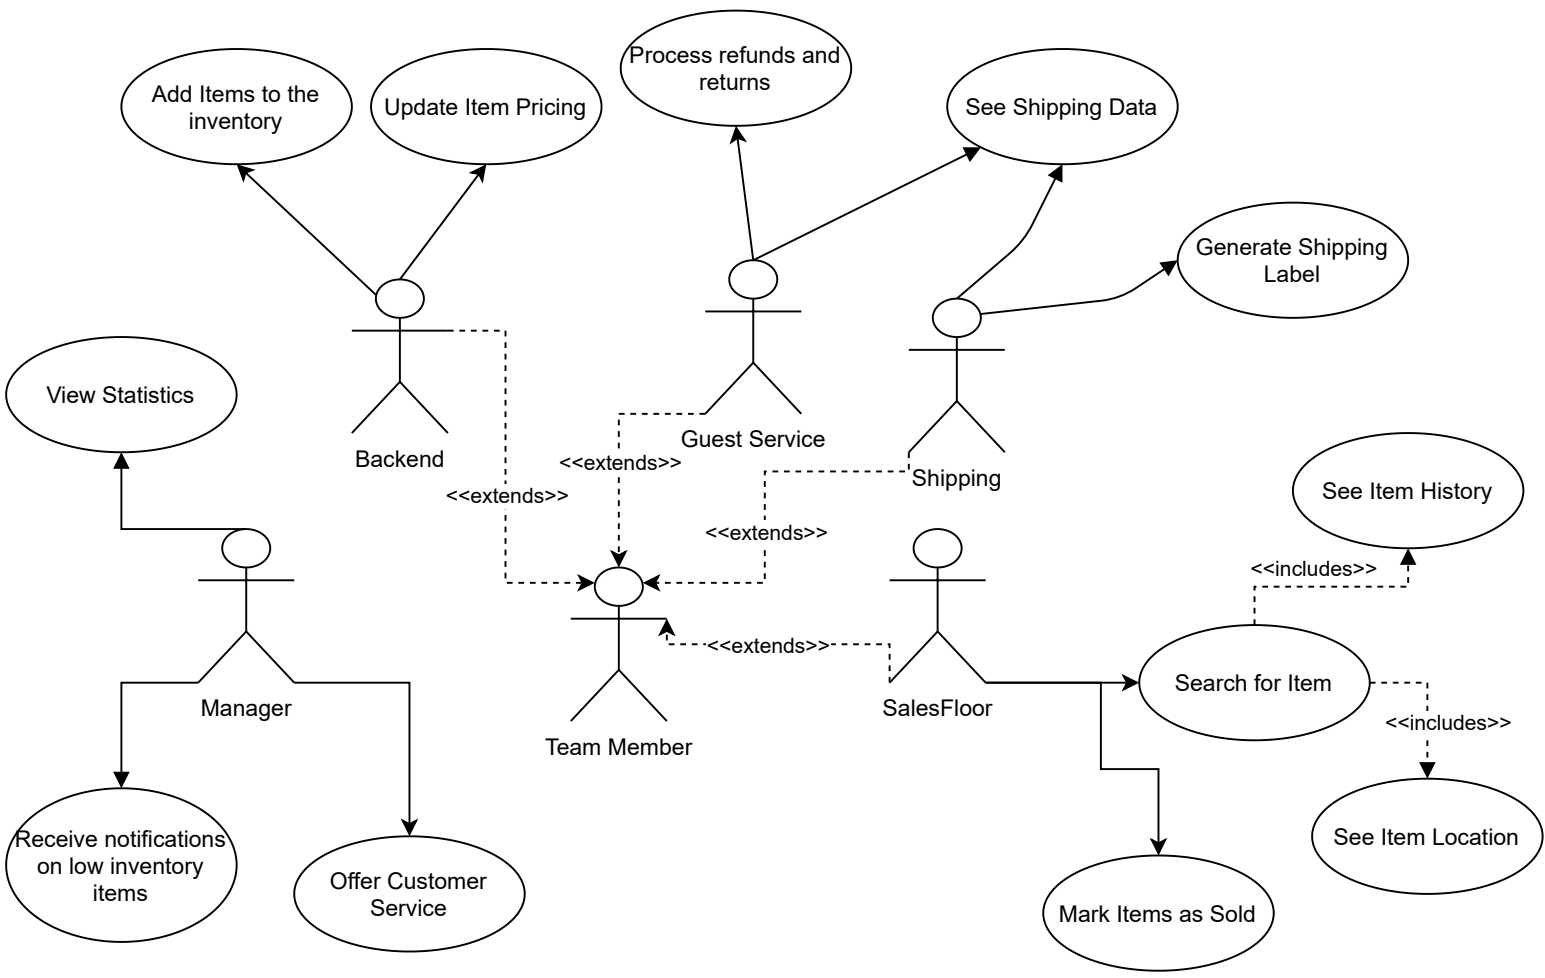 Process refunds and
returns
Add Items to the
inventory
Update Item Pricing
See Shipping Data
Generate Shipping
Label
View Statistics
Backend
Guest Service
<<extends>>
<<extends>>
Shipping
<<extends>>
See Item History
<<includes>>
Manager
Team Member
<<extends>>
SalesFloor
Search for Item
<<includes>>
Receive notifications
on low inventory
items
Offer Customer
Service
See Item Location
Mark Items as Sold